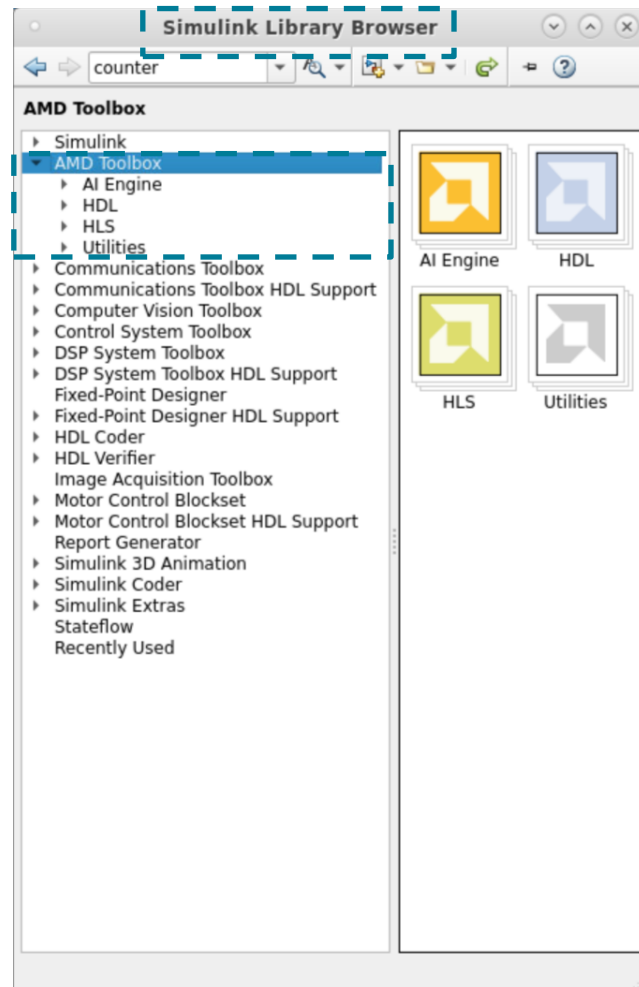 Simulink Library Browser
counter
AMD Toolbox
Simulink
AMD Toolbox
AI Engine
HDL
HLS
Utilities
Communications Toolbox
Communications Toolbox HDL Support
Computer Vision Toolbox
Control System Toolbox
DSP System Toolbox
DSP System Toolbox HDL Support
Fixed-Point Designer
Fixed-Point Designer HDL Support
HDL Coder
HDL Verifier
Image Acquisition Toolbox
Motor Control Blockset
Motor Control Blockset HDL Support
Report Generator
Simulink 3D Animation
Simulink Coder
Simulink Extras
Stateflow
Recently Used
AI Engine
HDL
HLS
Utilities